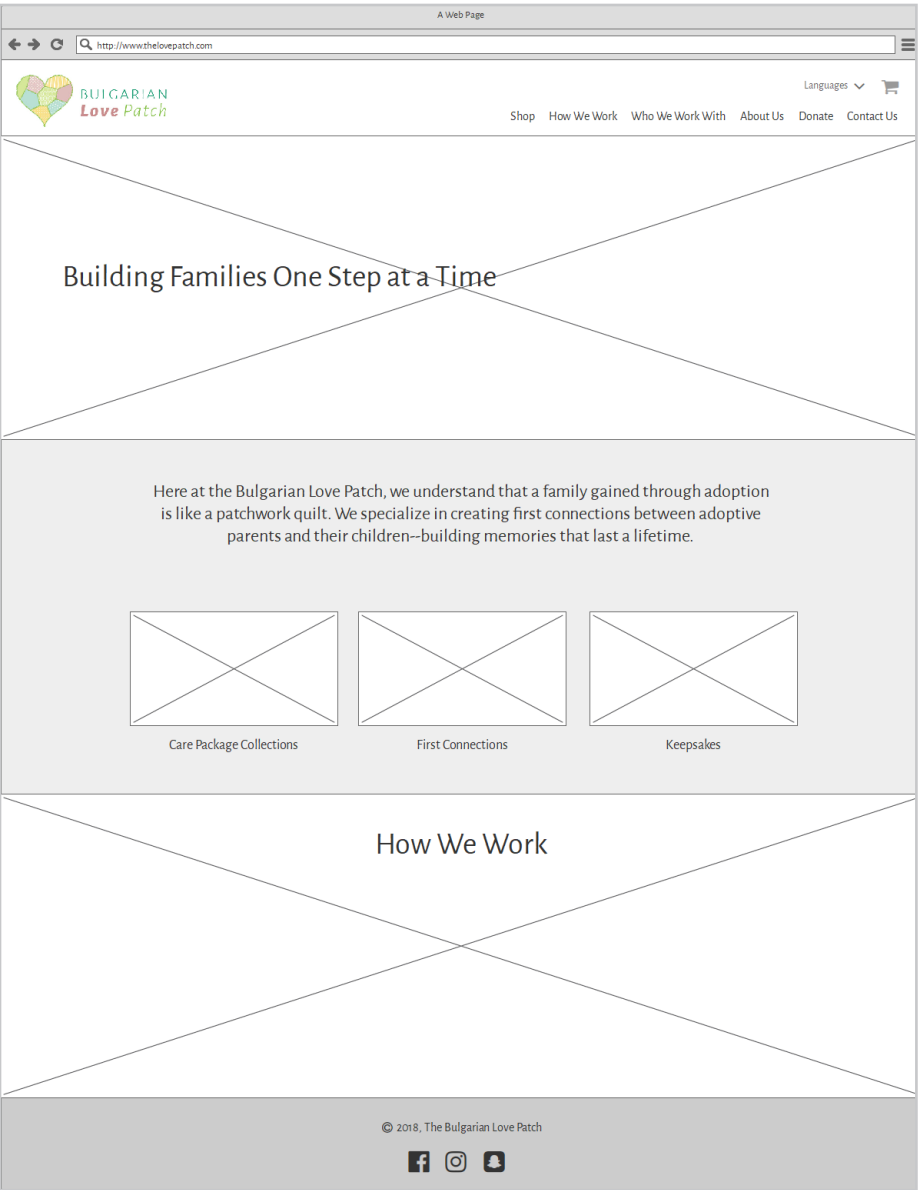 A Web Page
http://www.thelovepatch.com
BULGARIAN
Love Patch
Languages
Shop How We Work Who We Work With About Us Donate Contact Us
Building Families One Step at a Time
Here at the Bulgarian Love Patch, we understand that a family gained through adoption
is like a patchwork quilt. We specialize in creating first connections between adoptive
parents and their children--building memories that last a lifetime.
Care Package Collections First Connections Keepsakes
How We Work
© 2018, The Bulgarian Love Patch